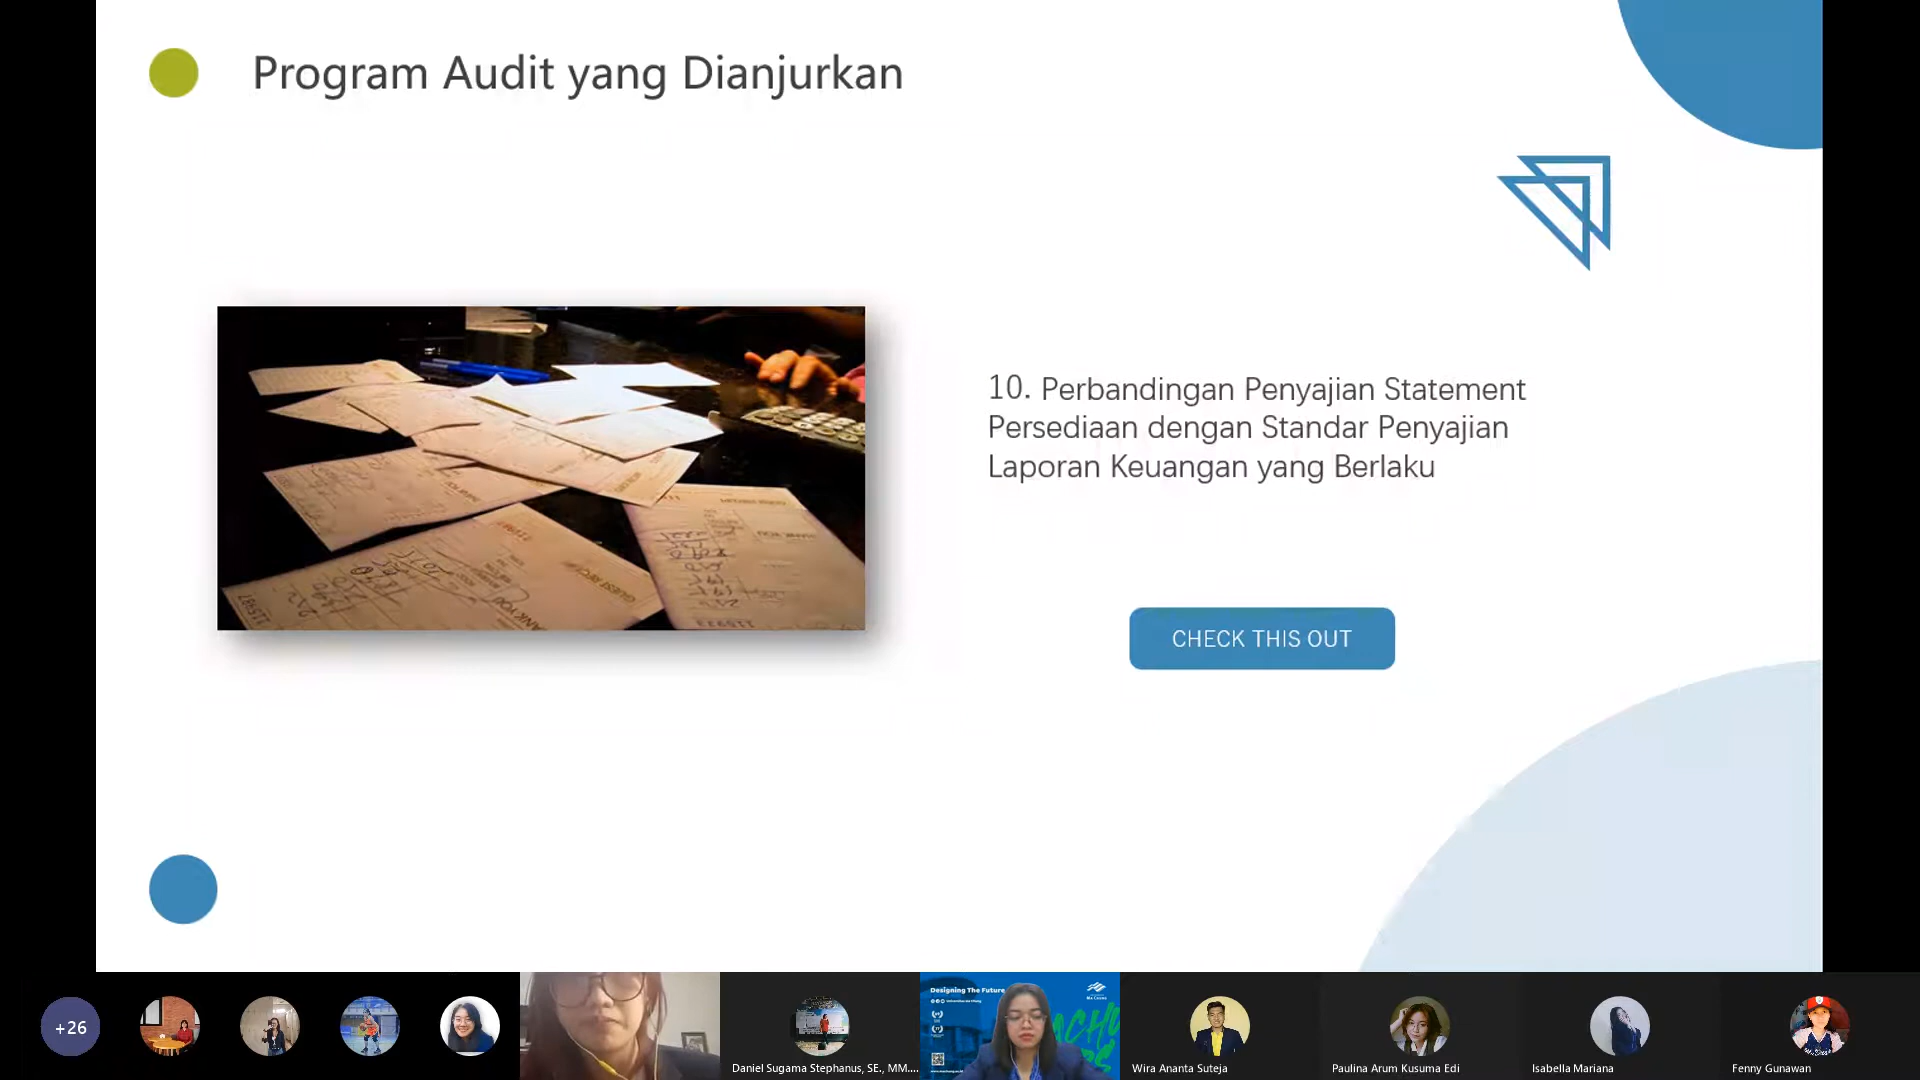 Program Audit yang Dianjurkan
10. Perbandingan Penyajian Statement
Persediaan dengan Standar Penyajian
Laporan Keuangan yang Berlaku
CHECK THIS OUT
+26
Daniel Sugama Stephanus, SE., MM....
Designing The Future
MA CHUNG
Wira Ananta Suteja
Paulina Arum Kusuma Edi
Isabella Mariana
Fenny Gunawan